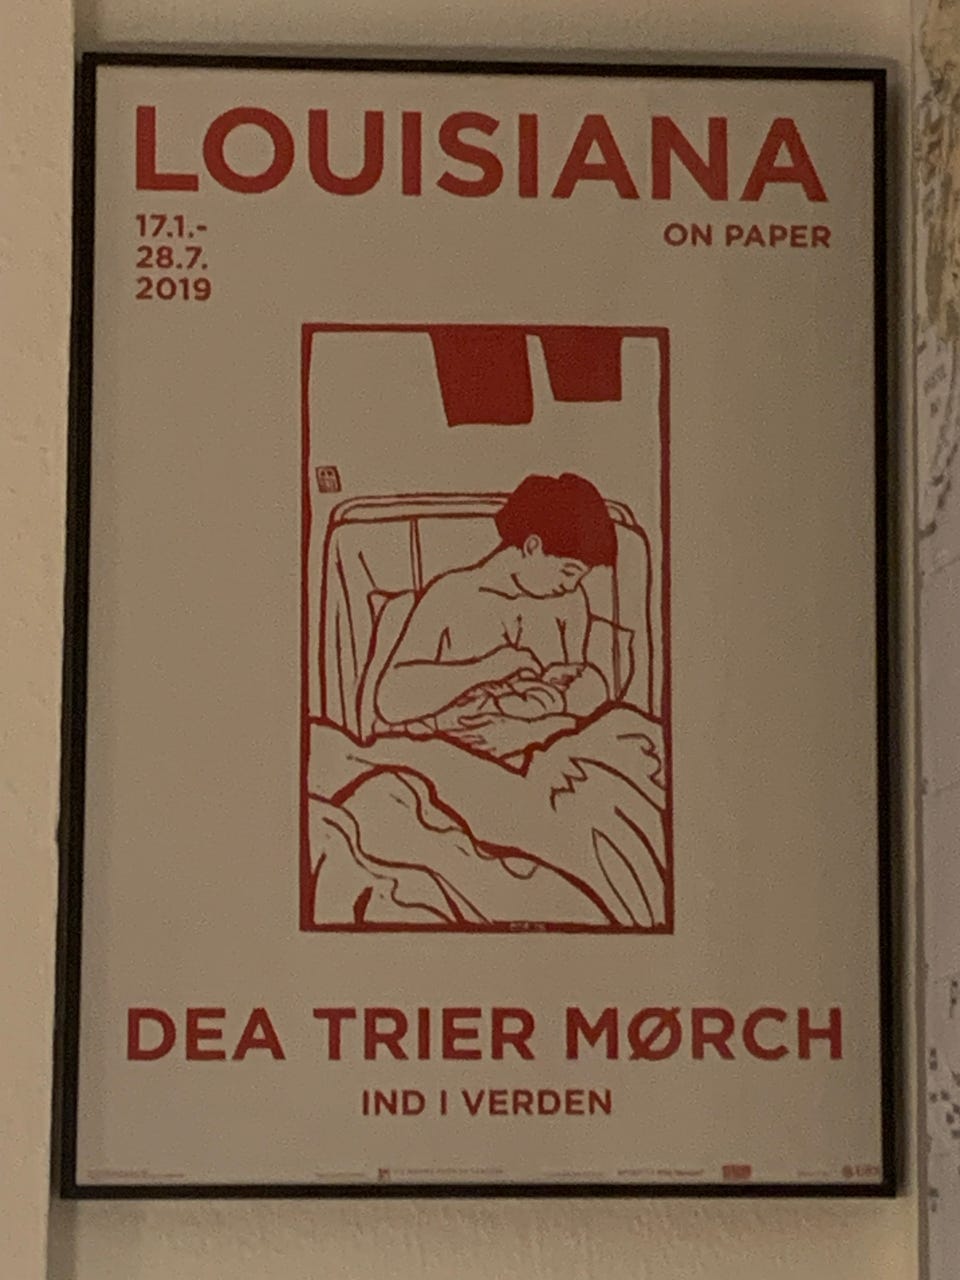 LOUISIANA
17.1.-
28.7.
2019
ON PAPER
DEA TRIER MØRCH
IND I VERDEN